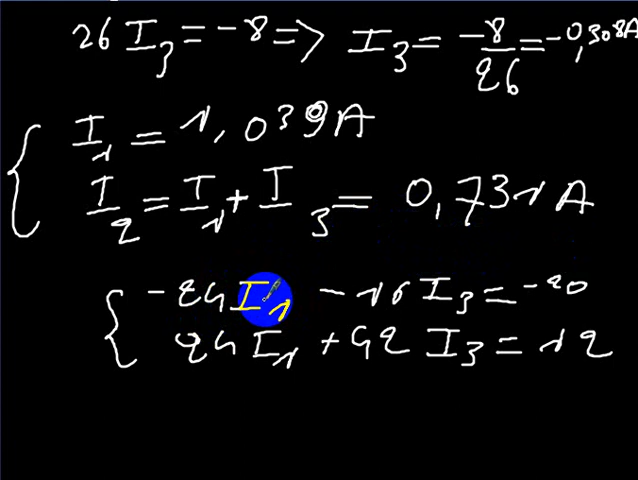 26 I₃ = -8 => I₃ = -8/26 = -0,308A
I₁ = 1,039A
I₂ = I₁ + I₃ = 0,731A
-24 I₁ - 16 I₃ = -20
24 I₁ + 42 I₃ = 12